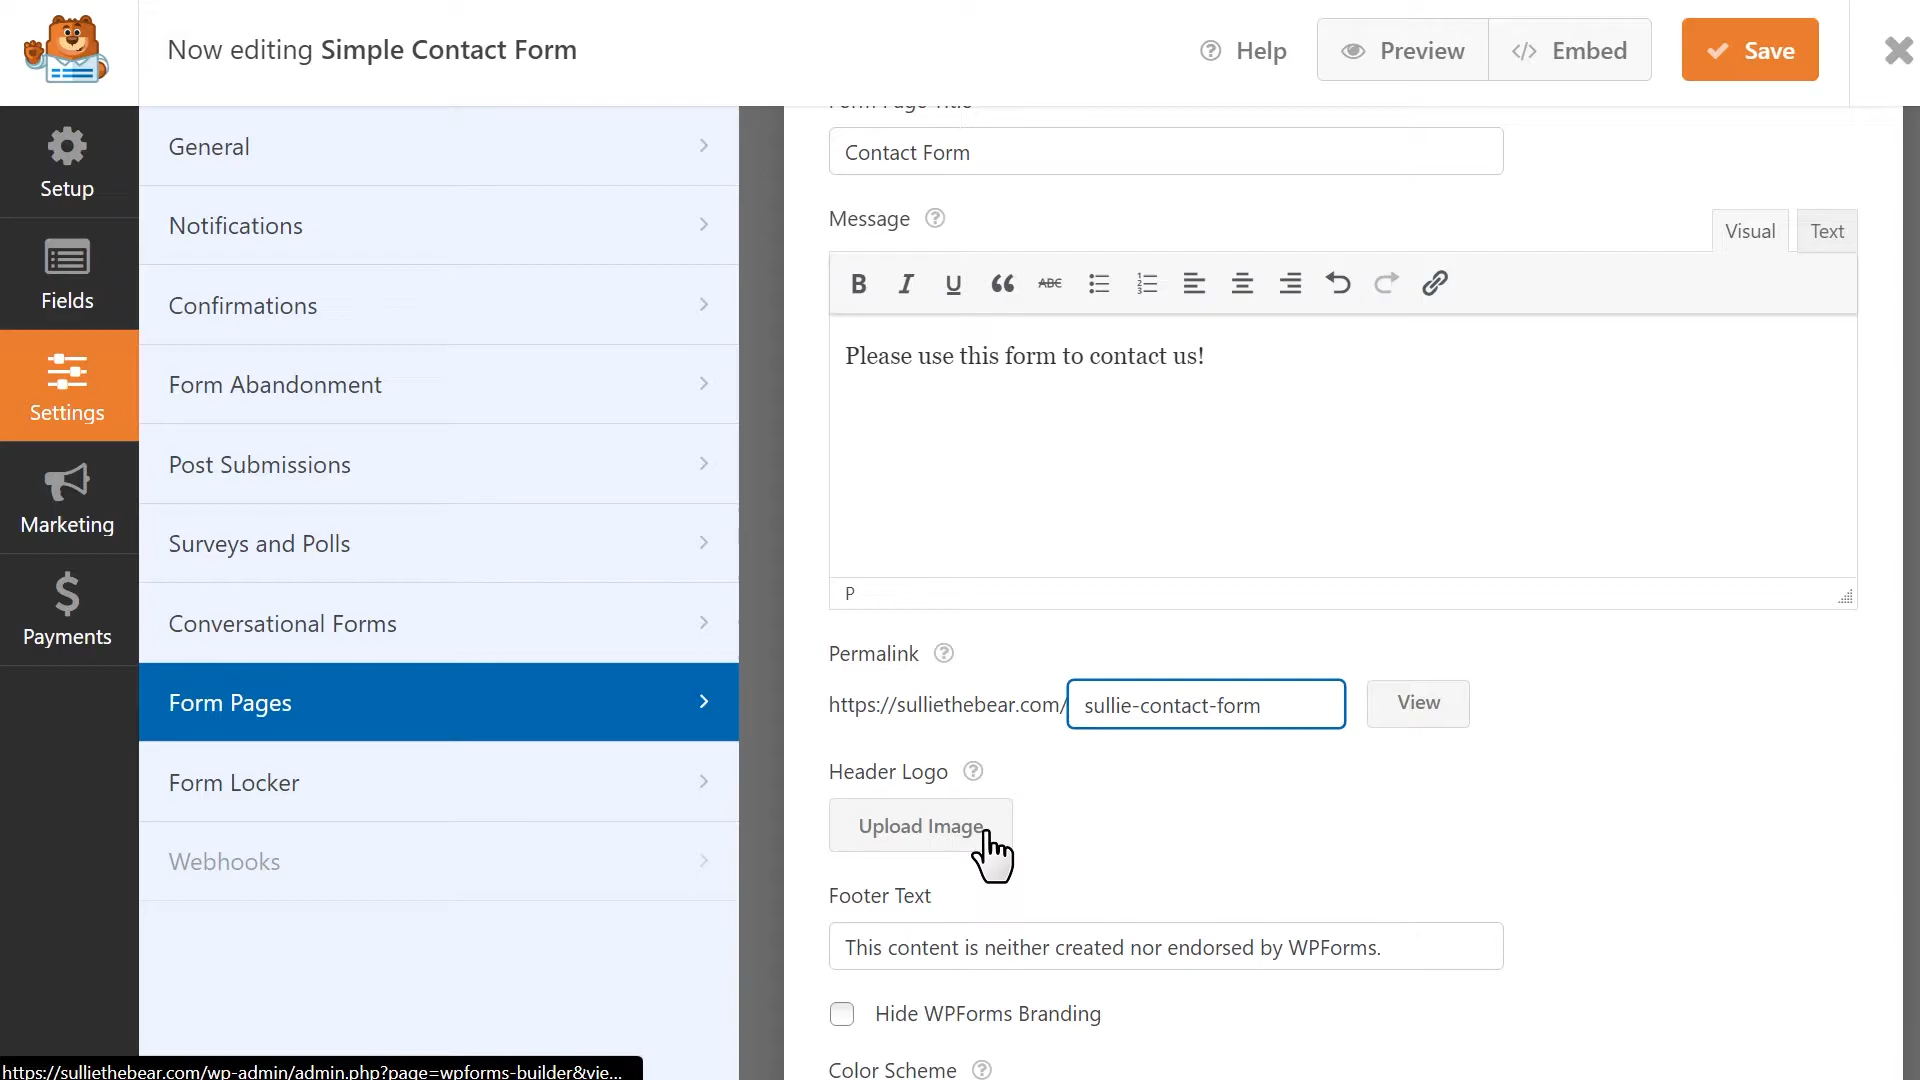 Now editing Simple Contact Form
Help
Preview
Embed
Save
Setup
Fields
Settings
Marketing
Payments
General
Notifications
Confirmations
Form Abandonment
Post Submissions
Surveys and Polls
Conversational Forms
Form Pages
Form Locker
Webhooks
Form Page Title
Contact Form
Message
Visual
Text
B I U ABC
Please use this form to contact us!
P
Permalink
https://sulliethebear.com/ sullie-contact-form View
Header Logo
Upload Image
Footer Text
This content is neither created nor endorsed by WPForms.
Hide WPForms Branding
Color Scheme
https://sulliethebear.com/wp-admin/admin.php?page=wpforms-builder&vie...